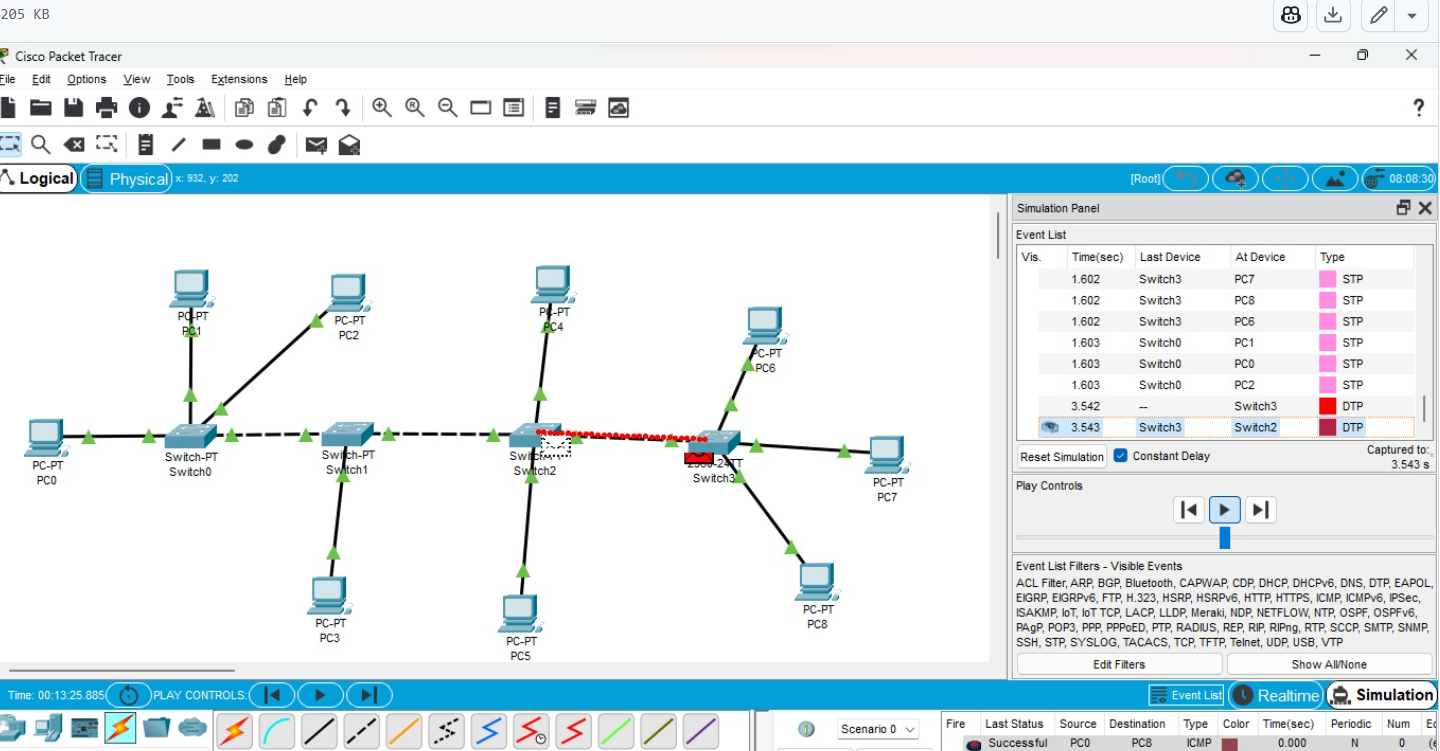 205 KB
Cisco Packet Tracer
File Edit Options View Tools Extensions Help
?
Logical Physical x: 932, y: 202 [Root] 08:08:30
Simulation Panel
Event List
Vis. Time(sec) Last Device At Device Type
1.602 Switch3 PC7 STP
1.602 Switch3 PC8 STP
1.602 Switch3 PC6 STP
1.603 Switch0 PC1 STP
1.603 Switch0 PC0 STP
1.603 Switch0 PC2 STP
3.542 -- Switch3 DTP
3.543 Switch3 Switch2 DTP
Reset Simulation Constant Delay Captured to:
3.543 s
Play Controls
Event List Filters - Visible Events
ACL Filter, ARP, BGP, Bluetooth, CAPWAP, CDP, DHCP, DHCPv6, DNS, DTP, EAPOL,
EIGRP, EIGRPv6, FTP, H.323, HSRP, HSRPv6, HTTP, HTTPS, ICMP, ICMPv6, IPSec,
ISAKMP, IoT, IoT TCP, LACP, LLDP, Meraki, NDP, NETFLOW, NTP, OSPF, OSPFv6,
PAgP, POP3, PPP, PPPoED, PTP, RADIUS, REP, RIP, RIPng, RTP, SCCP, SMTP, SNMP,
SSH, STP, SYSLOG, TACACS, TCP, TFTP, Telnet, UDP, USB, VTP
Edit Filters Show All/None
PC-PT
PC1
PC-PT
PC2
PC-PT
PC4
PC-PT
PC6
PC-PT
PC0
Switch-PT
Switch0
Switch-PT
Switch1
Switch2
Switch3
PC-PT
PC7
PC-PT
PC3
PC-PT
PC5
PC-PT
PC8
Time: 00:13:25.885 PLAY CONTROLS: Event List Realtime Simulation
Scenario 0 Fire Last Status Source Destination Type Color Time(sec) Periodic Num
Successful PC0 PC8 ICMP 0.000 N 0